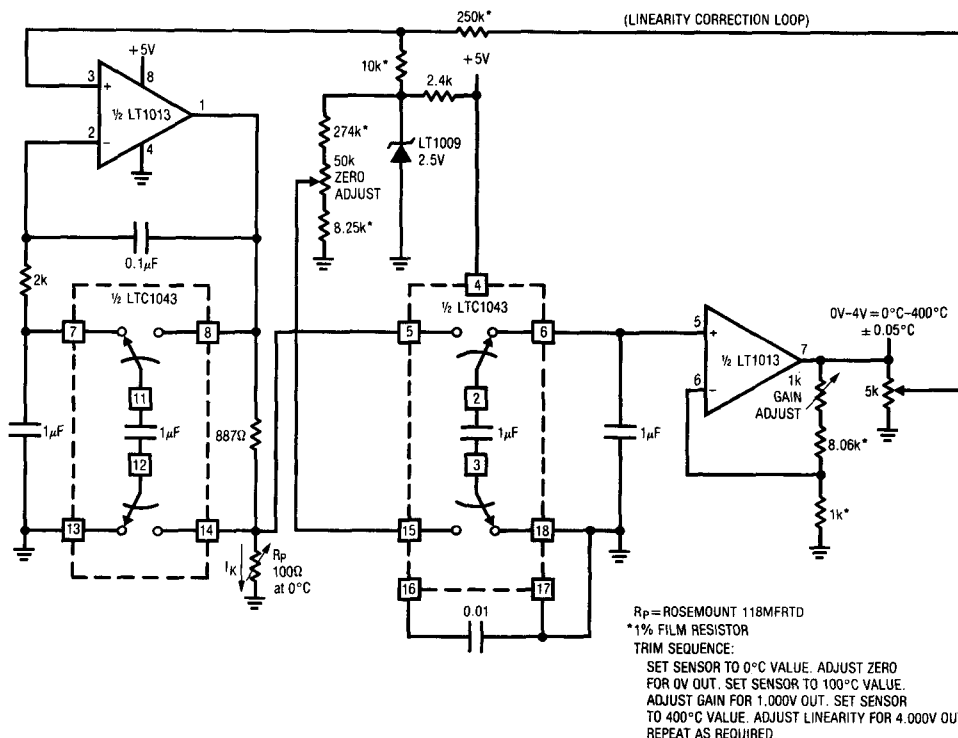 250k*
(LINEARITY CORRECTION LOOP)
+5V
10k*
+5V
2.4k
3
+
8
½ LT1013
1
2
−
4
274k*
LT1009
2.5V
50k
ZERO
ADJUST
8.25k*
0.1µF
2k
½ LTC1043
7
8
11
1µF
12
1µF
887Ω
13
14
IK
RP
100Ω
at 0°C
4
½ LTC1043
5
6
2
1µF
3
1µF
15
18
16
17
0.01
5
+
½ LT1013
7
6
−
0V-4V=0°C-400°C
±0.05°C
1k
GAIN
ADJUST
5k
8.06k*
1k*
RP=ROSEMOUNT 118MFRTD
*1% FILM RESISTOR
TRIM SEQUENCE:
SET SENSOR TO 0°C VALUE. ADJUST ZERO
FOR 0V OUT. SET SENSOR TO 100°C VALUE.
ADJUST GAIN FOR 1.000V OUT. SET SENSOR
TO 400°C VALUE. ADJUST LINEARITY FOR 4.000V OU
REPEAT AS REQUIRED